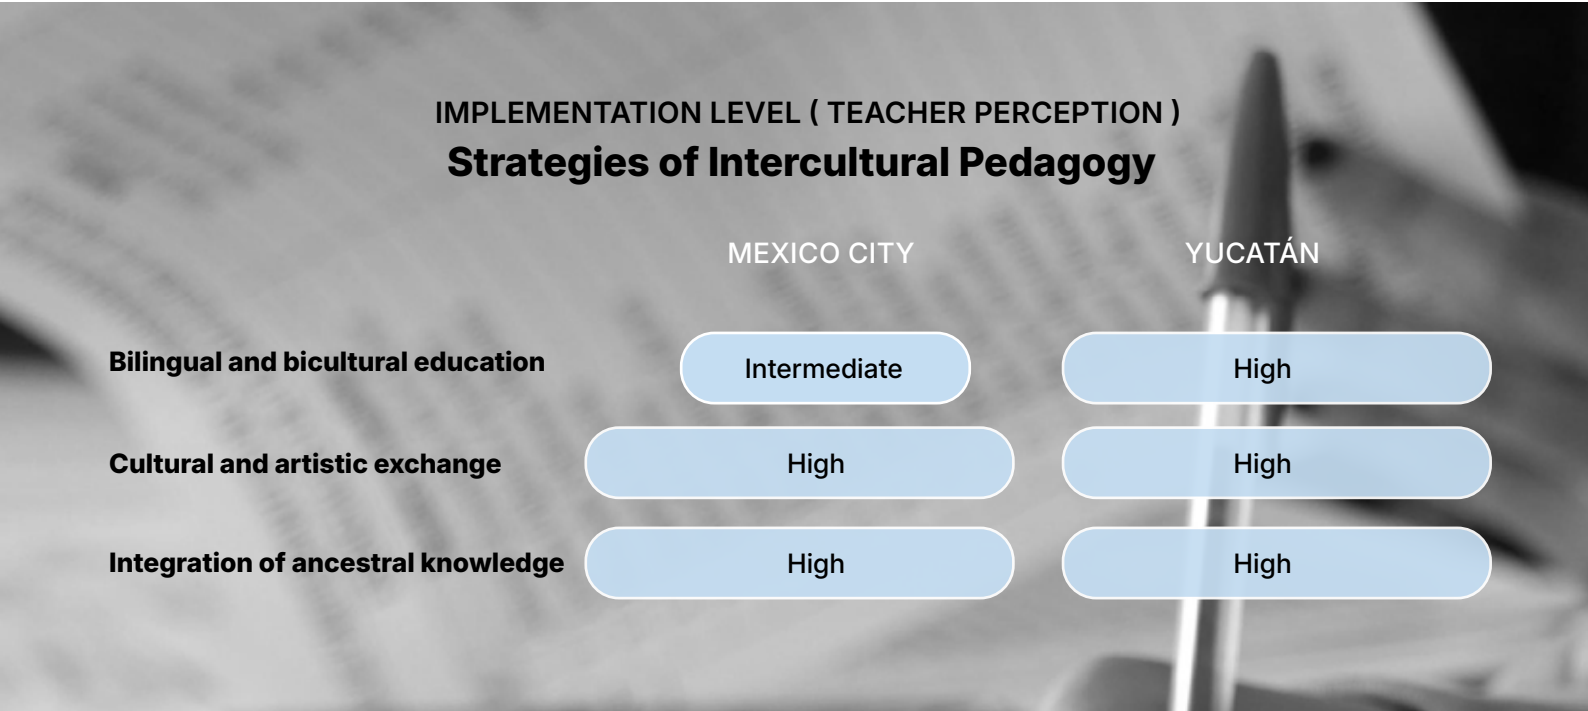 IMPLEMENTATION LEVEL ( TEACHER PERCEPTION )
Strategies of Intercultural Pedagogy
MEXICO CITY YUCATÁN
Bilingual and bicultural education Intermediate High
Cultural and artistic exchange High High
Integration of ancestral knowledge High High